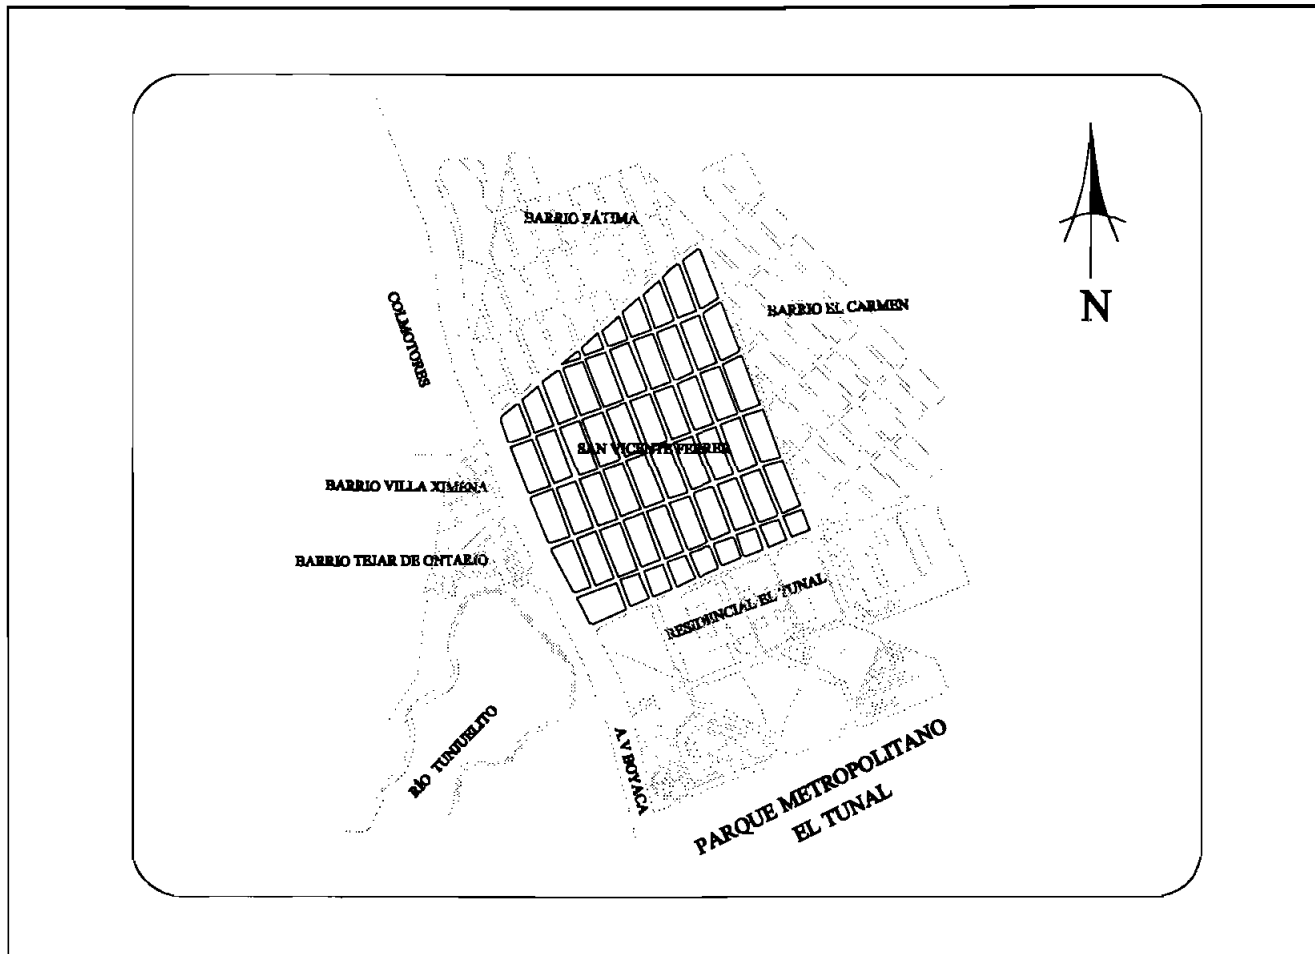 BARRIO FÁTIMA
COLMOTORES
BARRIO EL CARMEN
N
SAN VICENTE FERRER
BARRIO VILLA XIMENA
BARRIO TEJAR DE ONTARIO
RESIDENCIAL EL TUNAL
RÍO TUNJUELITO
A.V BOYACA
PARQUE METROPOLITANO
EL TUNAL